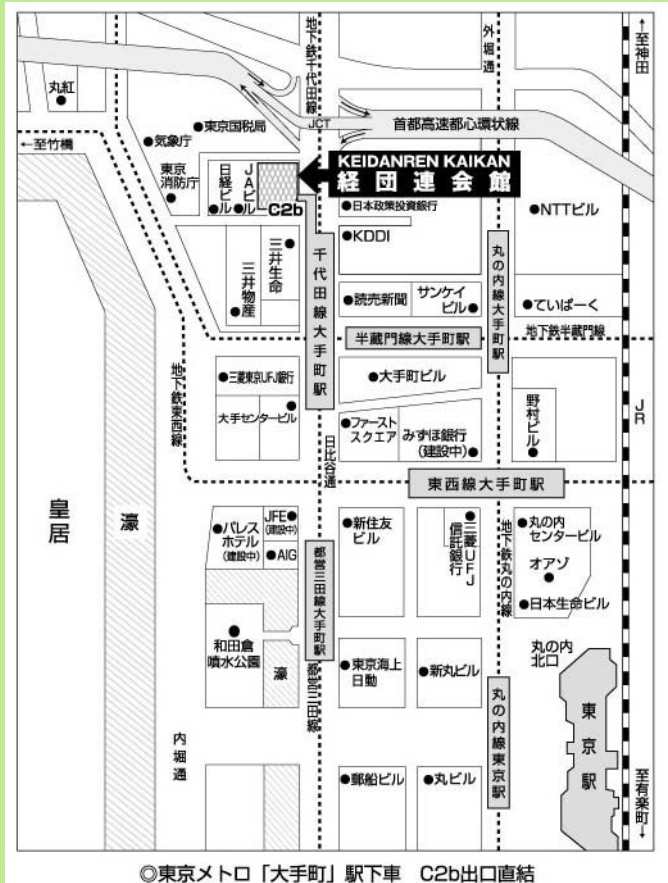 地下鉄千代田線
外堀通
↑至神田
丸紅
東京国税局
気象庁
JCT
首都高速都心環状線
←至竹橋
東京
消防庁
日経ビル
JAビル
C2b
KEIDANREN KAIKAN
経団連会館
日本政策投資銀行
NTTビル
KDDI
三井生命
三井物産
千代田線大手町駅
丸の内線大手町駅
読売新聞
サンケイ
ビル
ていぱーく
地下鉄半蔵門線
半蔵門線大手町駅
地下鉄東西線
三菱東京UFJ銀行
大手町ビル
大手センタービル
野村ビル
JR
ファースト
スクエア
みずほ銀行
(建設中)
日比谷通
東西線大手町駅
皇居
濠
パレス
ホテル
(建設中)
JFE
(建設中)
AIG
新住友
ビル
三菱UFJ
信託銀行
地下鉄丸の内線
丸の内
センタービル
オアゾ
日本生命ビル
都営三田線大手町駅
和田倉
噴水公園
濠
都営三田線
東京海上
日動
新丸ビル
丸の内
北口
丸の内線東京駅
東京駅
内堀通
郵船ビル
丸ビル
至有楽町↓
◎東京メトロ「大手町」駅下車 C2b出口直結